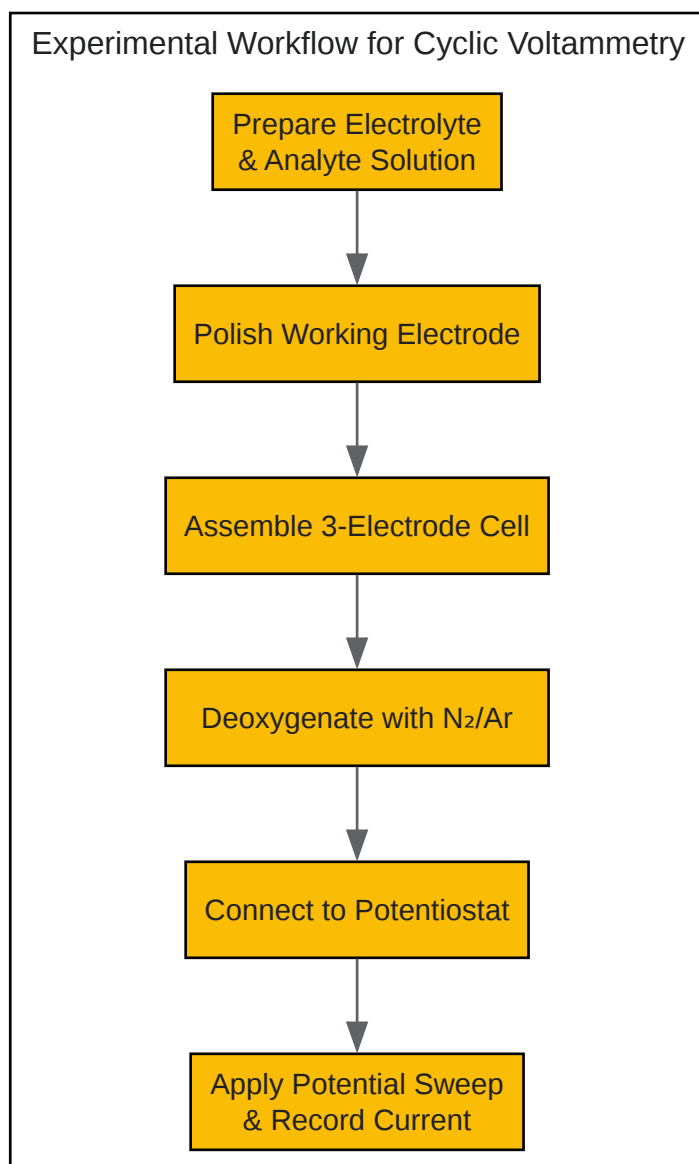 Experimental Workflow for Cyclic Voltammetry
Prepare Electrolyte
& Analyte Solution
Polish Working Electrode
Assemble 3-Electrode Cell
Deoxygenate with N₂/Ar
Connect to Potentiostat
Apply Potential Sweep
& Record Current